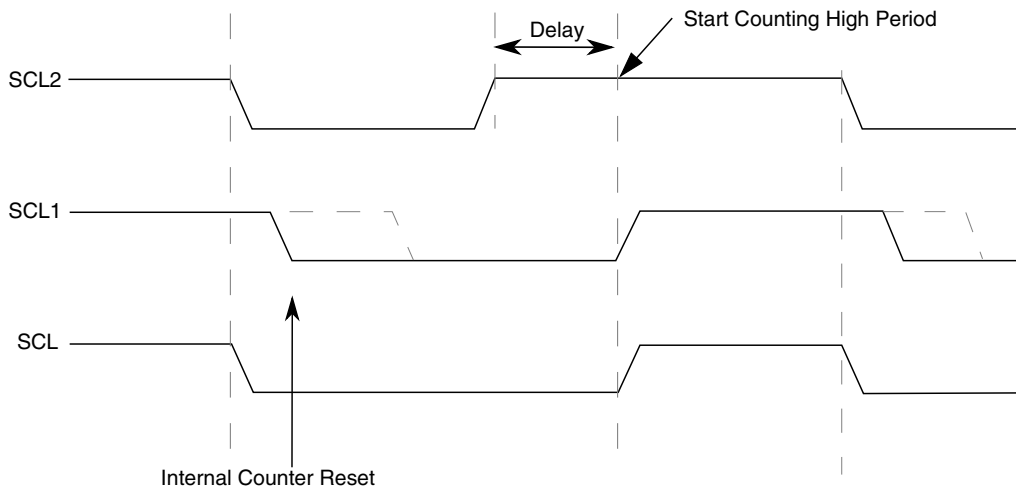 Start Counting High Period
Delay
SCL2
SCL1
SCL
Internal Counter Reset